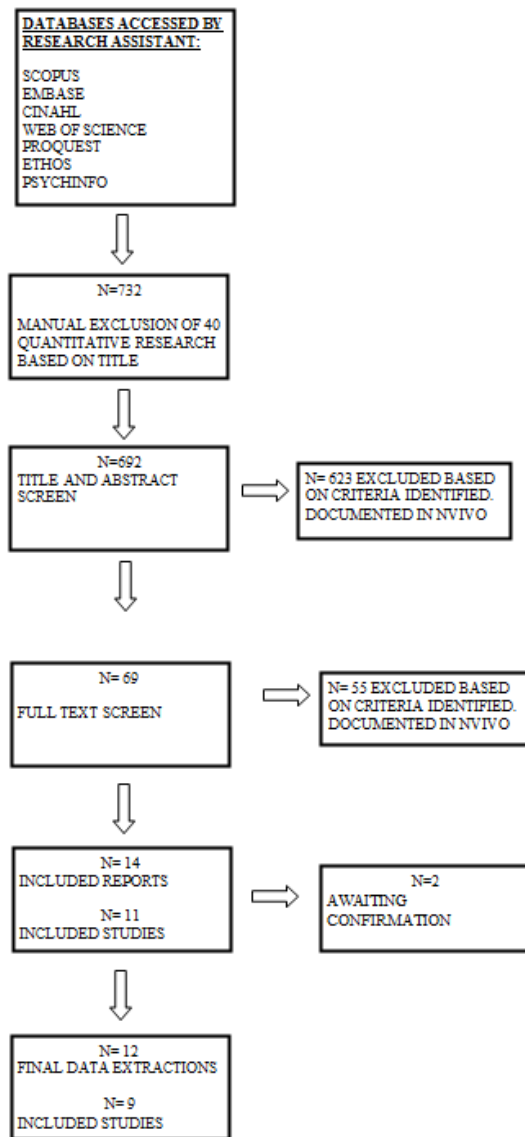 DATABASES ACCESSED BY
RESEARCH ASSISTANT:
SCOPUS
EMBASE
CINAHL
WEB OF SCIENCE
PROQUEST
ETHOS
PSYCHINFO
N=732
MANUAL EXCLUSION OF 40
QUANTITATIVE RESEARCH
BASED ON TITLE
N=692
TITLE AND ABSTRACT
SCREEN
N= 623 EXCLUDED BASED
ON CRITERIA IDENTIFIED.
DOCUMENTED IN NVIVO
N= 69
FULL TEXT SCREEN
N= 55 EXCLUDED BASED
ON CRITERIA IDENTIFIED.
DOCUMENTED IN NVIVO
N= 14
INCLUDED REPORTS
N= 11
INCLUDED STUDIES
N=2
AWAITING
CONFIRMATION
N= 12
FINAL DATA EXTRACTIONS
N= 9
INCLUDED STUDIES